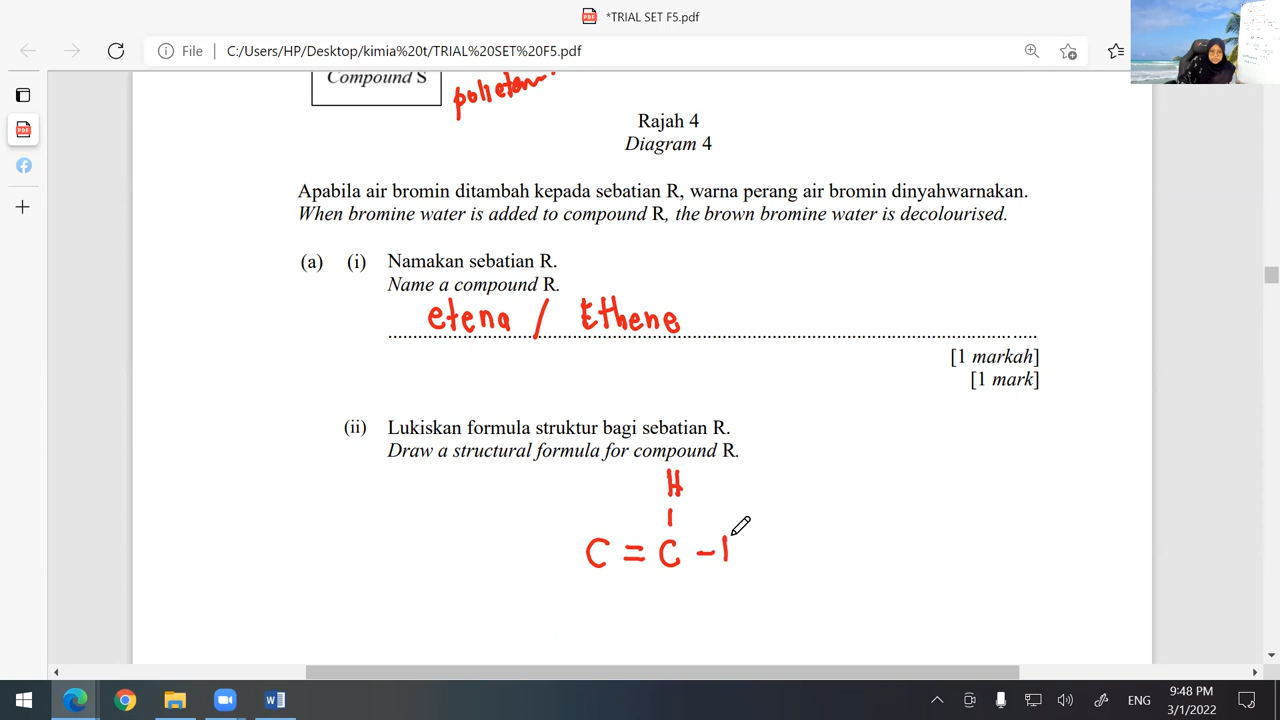 *TRIAL SET F5.pdf
File C:/Users/HP/Desktop/kimia%20t/TRIAL%20SET%20F5.pdf
Compound S
Rajah 4
Diagram 4
Apabila air bromin ditambah kepada sebatian R, warna perang air bromin dinyahwarnakan.
When bromine water is added to compound R, the brown bromine water is decolourised.
(a) (i) Namakan sebatian R.
Name a compound R.
etena / Ethene
[1 markah]
[1 mark]
(ii) Lukiskan formula struktur bagi sebatian R.
Draw a structural formula for compound R.
H
C = C -
ENG
9:48 PM
3/1/2022